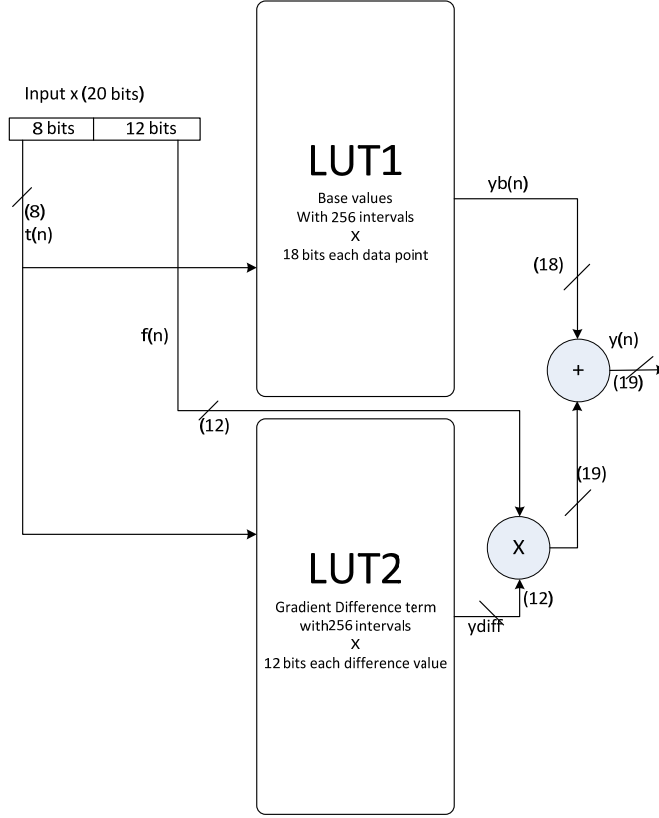 Input x (20 bits)
8 bits
12 bits
(8)
t(n)
f(n)
(12)
LUT1
Base values
With 256 intervals
X
18 bits each data point
yb(n)
(18)
+
y(n)
(19)
(19)
X
(12)
ydiff
LUT2
Gradient Difference term
with256 intervals
X
12 bits each difference value